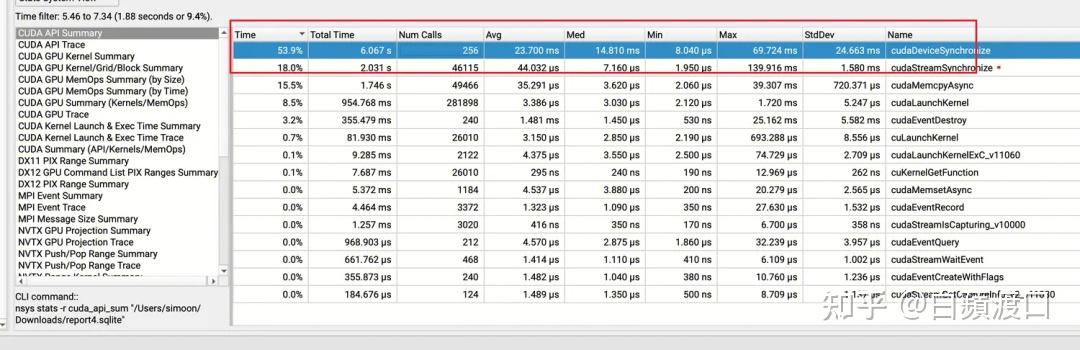 Stats System View
Time filter: 5.46 to 7.34 (1.88 seconds or 9.4%).
CUDA API Summary
CUDA API Trace
CUDA GPU Kernel Summary
CUDA GPU Kernel/Grid/Block Summary
CUDA GPU MemOps Summary (by Size)
CUDA GPU MemOps Summary (by Time)
CUDA GPU Summary (Kernels/MemOps)
CUDA GPU Trace
CUDA Kernel Launch & Exec Time Summary
CUDA Kernel Launch & Exec Time Trace
CUDA Summary (API/Kernels/MemOps)
DX11 PIX Range Summary
DX12 GPU Command List PIX Ranges Summary
DX12 PIX Range Summary
MPI Event Summary
MPI Event Trace
MPI Message Size Summary
NVTX GPU Projection Summary
NVTX GPU Projection Trace
NVTX Push/Pop Range Summary
NVTX Push/Pop Range Trace
NVTX Range Kernel Summary
CLI command::
nsys stats -r cuda_api_sum "/Users/simoon/
Downloads/report4.sqlite"
Time Total Time Num Calls Avg Med Min Max StdDev Name
53.9% 6.067 s 256 23.700 ms 14.810 ms 8.040 μs 69.724 ms 24.663 ms cudaDeviceSynchronize
18.0% 2.031 s 46115 44.032 μs 7.160 μs 1.950 μs 139.916 ms 1.580 ms cudaStreamSynchronize *
15.5% 1.746 s 49466 35.291 μs 3.620 μs 2.060 μs 39.307 ms 720.371 μs cudaMemcpyAsync
8.5% 954.768 ms 281898 3.386 μs 3.030 μs 2.120 μs 1.720 ms 5.247 μs cudaLaunchKernel
3.2% 355.479 ms 240 1.481 ms 1.450 ms 530 ns 25.162 ms 5.582 ms cudaEventDestroy
0.7% 81.930 ms 26010 3.150 μs 2.850 μs 2.190 μs 693.288 μs 8.556 μs cuLaunchKernel
0.1% 9.285 ms 2122 4.375 μs 3.550 μs 2.500 μs 74.729 μs 2.709 μs cudaLaunchKernelExC_v11060
0.1% 7.687 ms 26010 295 ns 240 ns 190 ns 12.969 μs 262 ns cuKernelGetFunction
0.0% 5.372 ms 1184 4.537 μs 3.880 μs 200 ns 20.279 μs 2.565 μs cudaMemsetAsync
0.0% 4.464 ms 3372 1.323 μs 1.090 μs 350 ns 27.630 μs 1.532 μs cudaEventRecord
0.0% 1.257 ms 3020 416 ns 350 ns 170 ns 6.700 μs 358 ns cudaStreamIsCapturing_v10000
0.0% 968.903 μs 212 4.570 μs 2.875 μs 1.860 μs 32.239 μs 3.957 μs cudaEventQuery
0.0% 661.762 μs 468 1.414 μs 1.110 μs 410 ns 6.109 μs 1.002 μs cudaStreamWaitEvent
0.0% 355.873 μs 240 1.482 μs 1.040 μs 380 ns 10.760 μs 1.236 μs cudaEventCreateWithFlags
0.0% 184.676 μs 124 1.489 μs 1.350 μs 500 ns 8.709 μs
知乎 @白蘋渡口